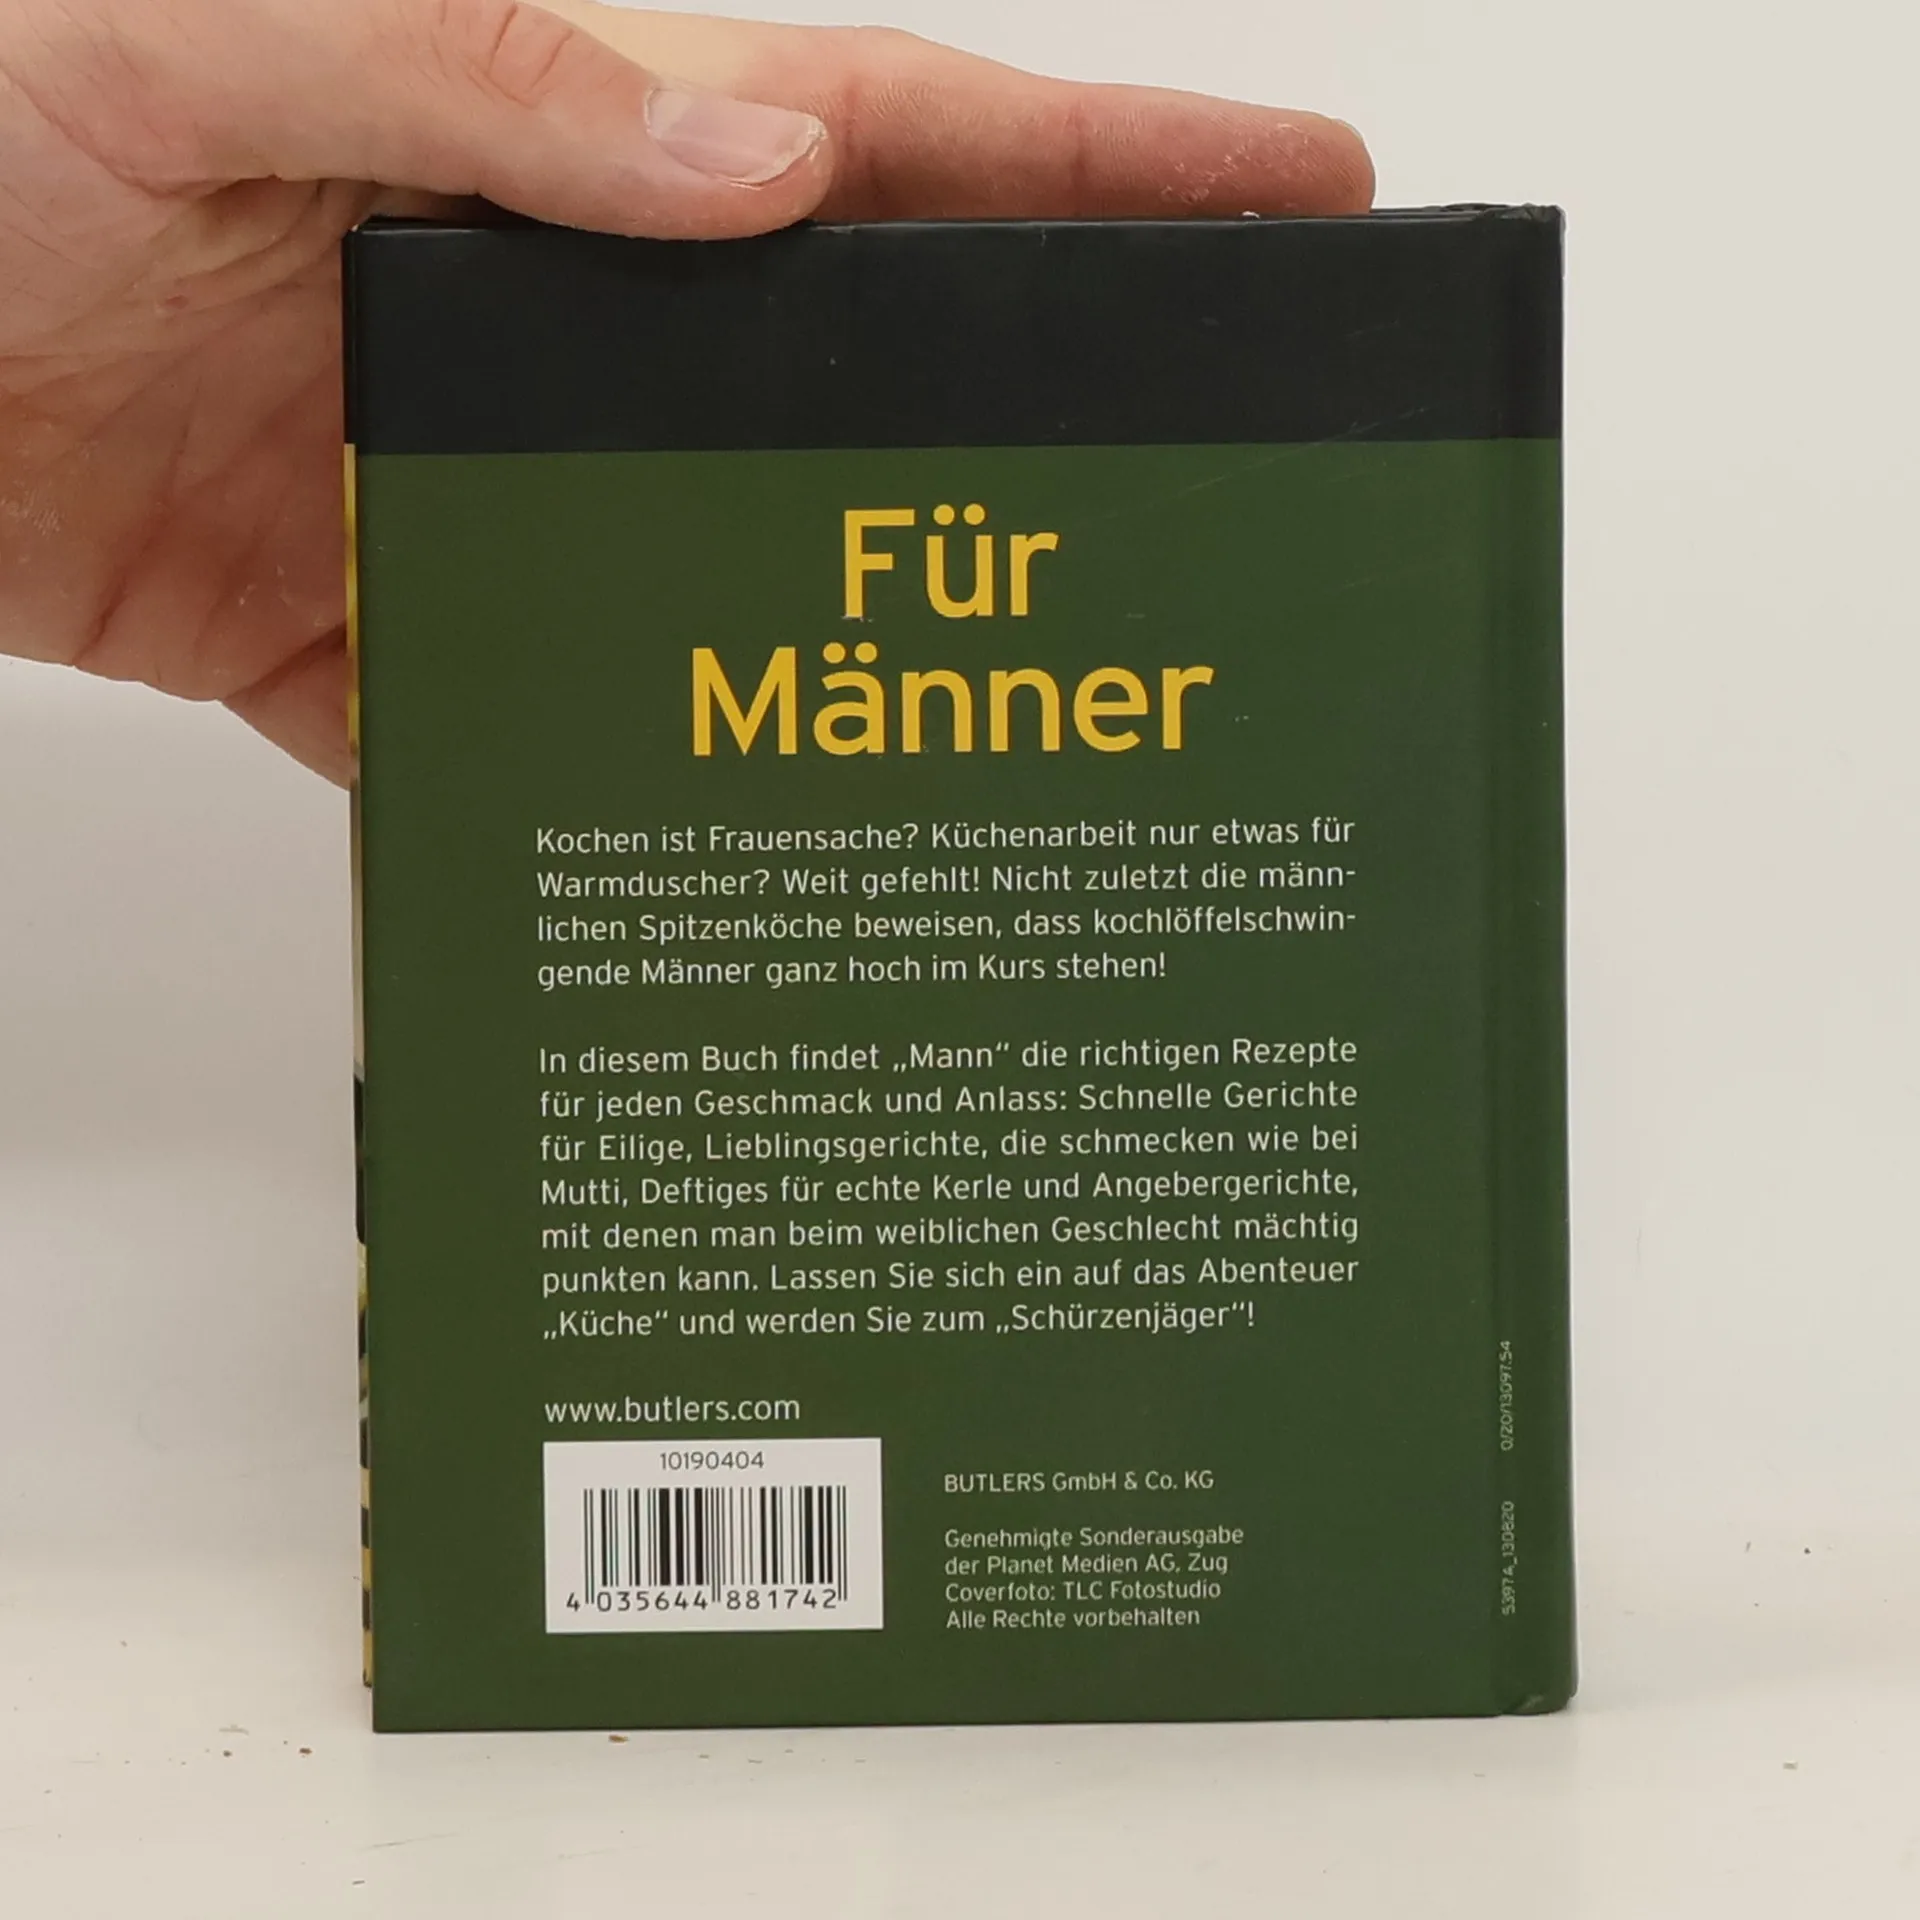 Für
Männer
Kochen ist Frauensache? Küchenarbeit nur etwas für
Warmduscher? Weit gefehlt! Nicht zuletzt die männ-
lichen Spitzenköche beweisen, dass kochlöffelschwin-
gende Männer ganz hoch im Kurs stehen!
In diesem Buch findet „Mann“ die richtigen Rezepte
für jeden Geschmack und Anlass: Schnelle Gerichte
für Eilige, Lieblingsgerichte, die schmecken wie bei
Mutti, Deftiges für echte Kerle und Angebergerichte,
mit denen man beim weiblichen Geschlecht mächtig
punkten kann. Lassen Sie sich ein auf das Abenteuer
„Küche“ und werden Sie zum „Schürzenjäger“!
www.butlers.com
10190404
4 035644 881742
BUTLERS GmbH & Co. KG
Genehmigte Sonderausgabe
der Planet Medien AG, Zug
Coverfoto: TLC Fotostudio
Alle Rechte vorbehalten
5397A_130820 0/20/13097.54